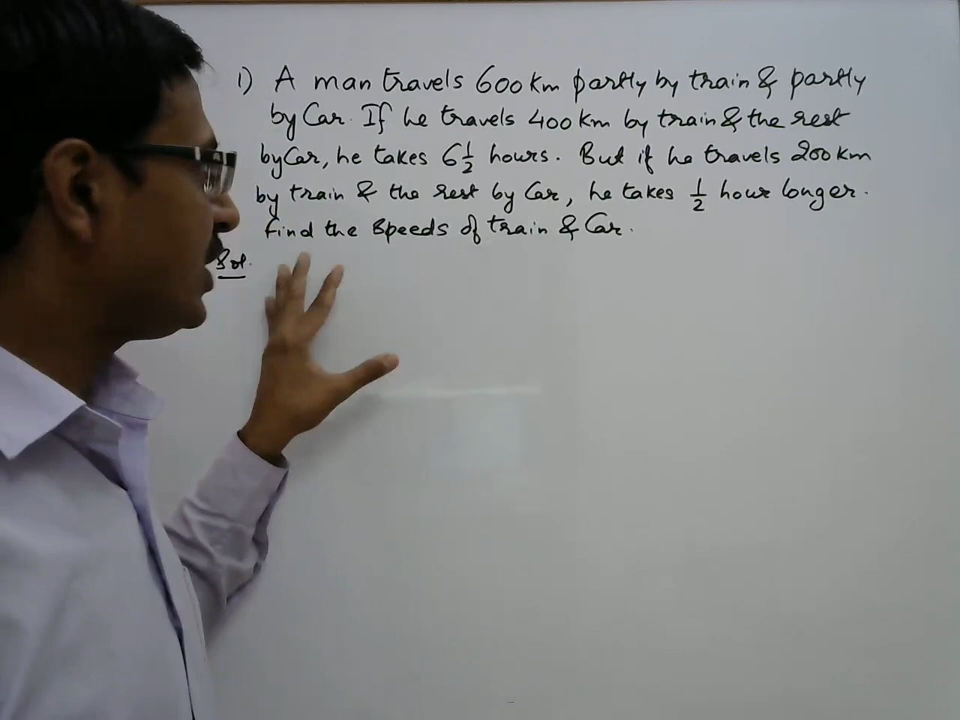 1) A man travels 600 Km partly by train & partly
by Car. If he travels 400 Km by train & the rest
by Car, he takes 6 1/2 hours. But if he travels 200 km
by train & the rest by Car, he takes 1/2 hour longer.
Find the speeds of train & Car.
Sol.